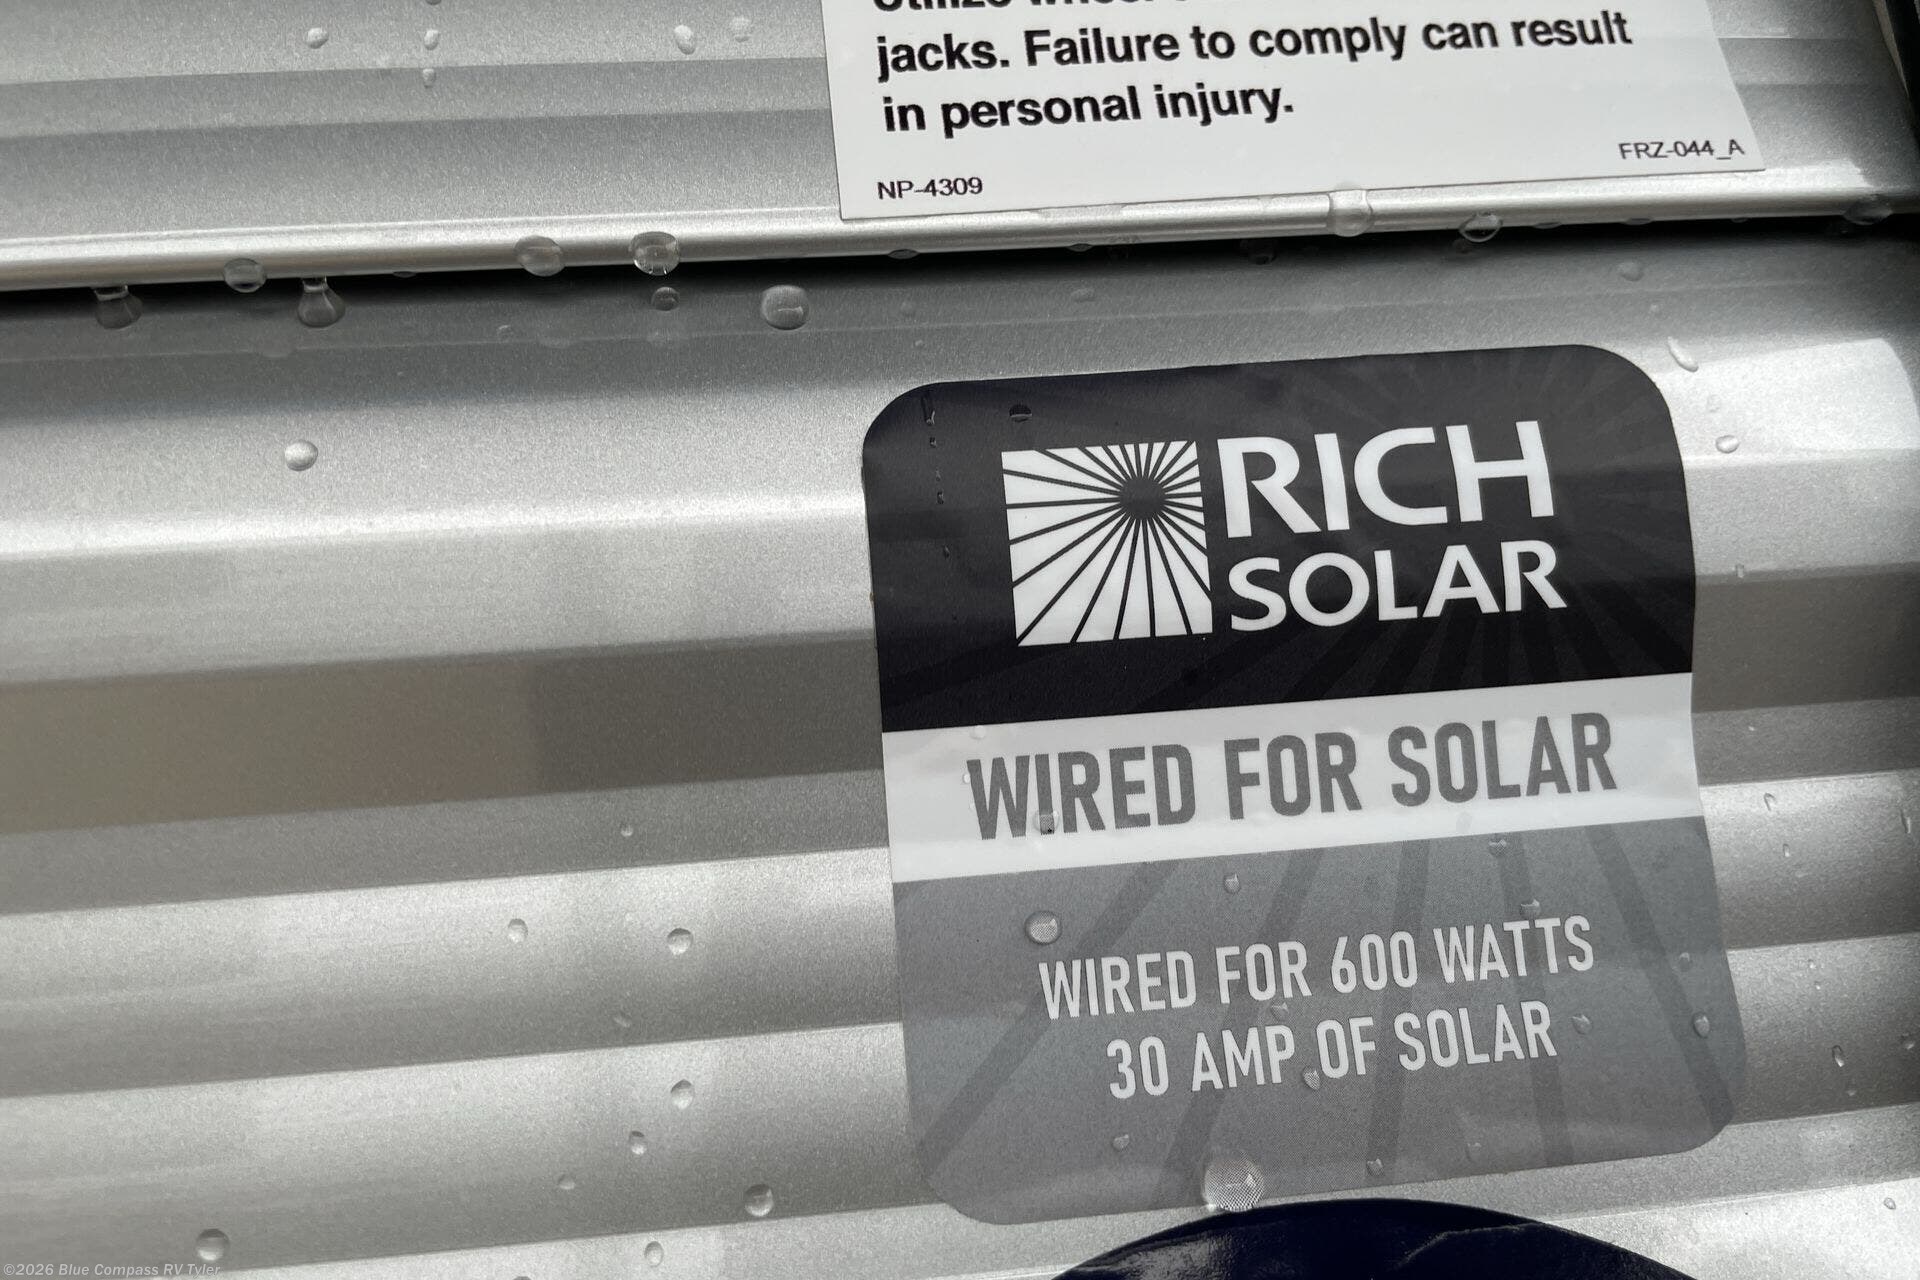 jacks. Failure to comply can result
in personal injury.
FRZ-044_A
NP-4309
RICH
SOLAR
WIRED FOR SOLAR
WIRED FOR 600 WATTS
30 AMP OF SOLAR
©2026 Blue Compass RV Tyler